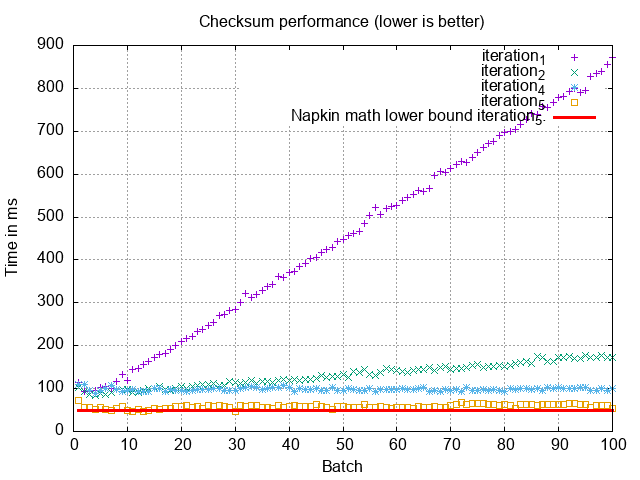 Checksum performance (lower is better)
900
800
700
600
500
400
300
200
100
0
Time in ms
iteration1
iteration2
iteration4
iteration5
Napkin math lower bound iteration5.
0 10 20 30 40 50 60 70 80 90 100
Batch